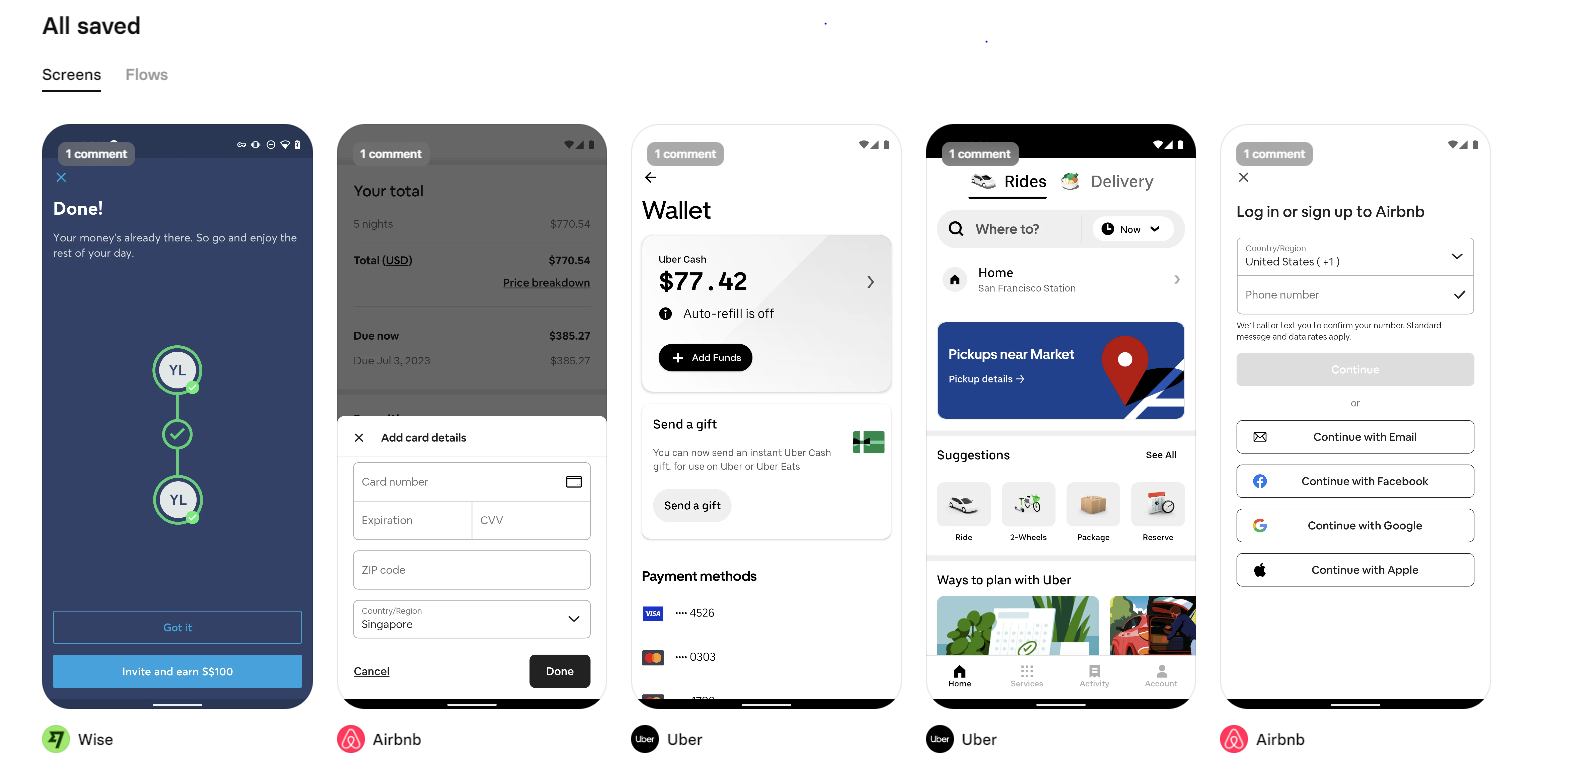 All saved
Screens
Flows
1 comment
Done!
Your money's already there. So go and enjoy the
rest of your day.
YL
YL
Got it
Invite and earn S$100
Wise
1 comment
Your total
5 nights $770.54
Total (USD) $770.54
Price breakdown
Due now $385.27
Due Jul 3, 2023 $385.27
Add card details
Card number
Expiration
CVV
ZIP code
Country/Region
Singapore
Cancel
Done
Airbnb
1 comment
Wallet
Uber Cash
$77.42
Auto-refill is off
Add Funds
Send a gift
You can now send an instant Uber Cash
gift, for use on Uber or Uber Eats
Send a gift
Payment methods
VISA •••• 4526
•••• 0303
Uber
Uber
1 comment
Rides
Delivery
Where to?
Now
Home
San Francisco Station
Pickups near Market
Pickup details →
Suggestions
See All
Ride
2-Wheels
Package
Reserve
Ways to plan with Uber
Home
Services
Activity
Account
Uber
Uber
1 comment
Log in or sign up to Airbnb
Country/Region
United States ( +1 )
Phone number
We'll call or text you to confirm your number. Standard
message and data rates apply.
Continue
or
Continue with Email
Continue with Facebook
Continue with Google
Continue with Apple
Airbnb